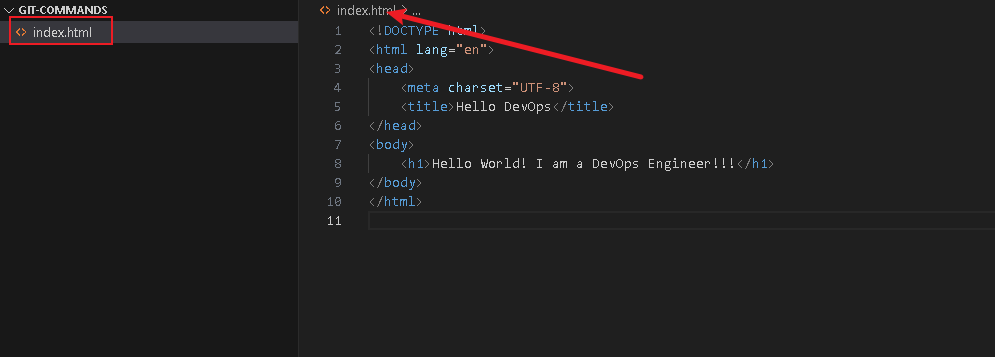 GIT-COMMANDS
index.html
index.html > ...
1 <!DOCTYPE html>
2 <html lang="en">
3 <head>
4     <meta charset="UTF-8">
5     <title>Hello DevOps</title>
6 </head>
7 <body>
8     <h1>Hello World! I am a DevOps Engineer!!!</h1>
9 </body>
10 </html>
11